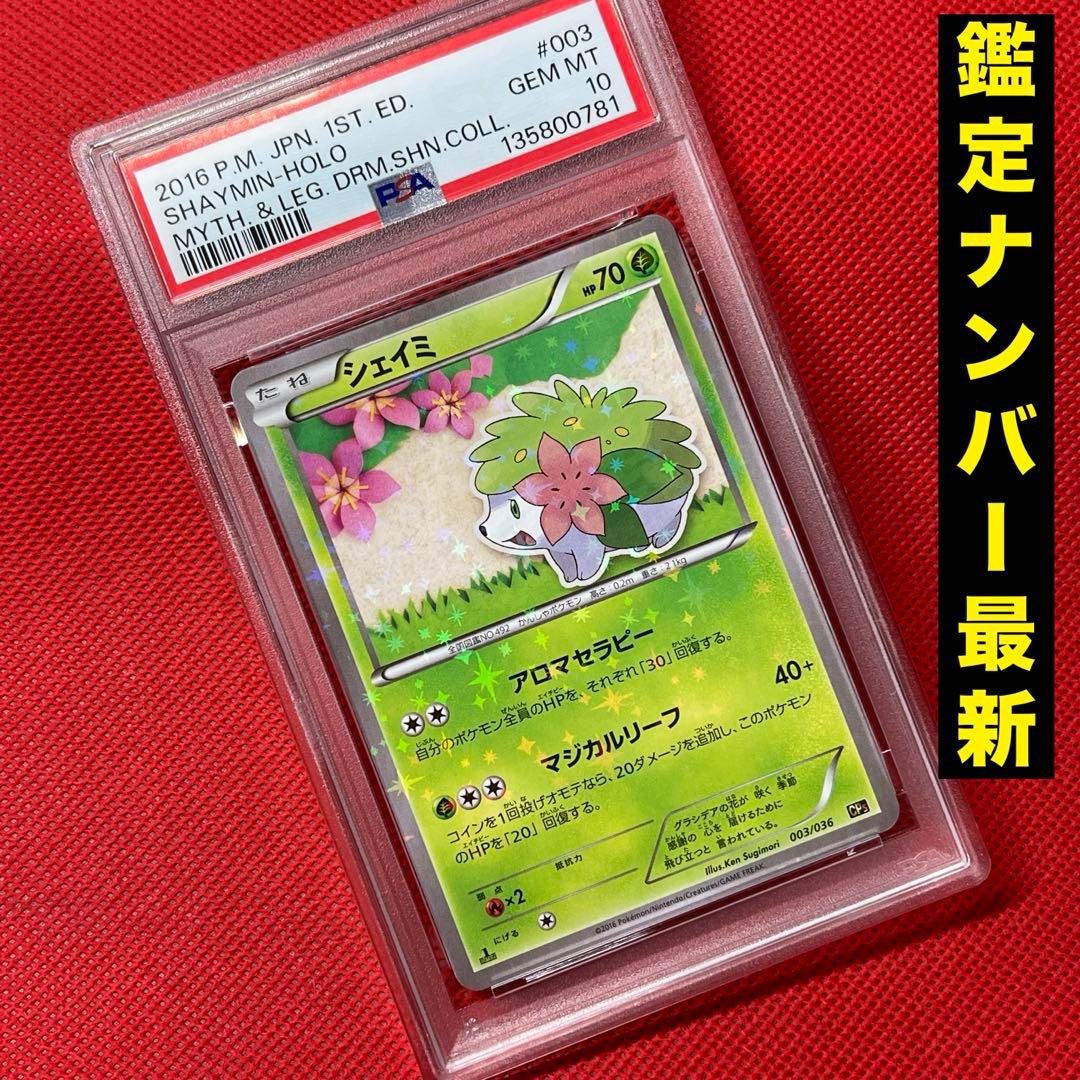 鑑定ナンバー最新
2016 P.M. JPN. 1ST. ED.
#003
SHAYMIN-HOLO
GEM MT
MYTH. & LEG. DRM.SHN.COLL.
10
135800781
PSA
たね
シェイミ
HP70
全国図鑑NO.492 かんしゃポケモン 高さ:0.2m 重さ:2.1kg
アロマセラピー
自分のポケモン全員のHPを、それぞれ「30」回復する。
マジカルリーフ
40+
コインを1回投げオモテなら、20ダメージを追加し、このポケモン
のHPを「20」回復する。
弱点
抵抗力
×2
にげる
グラシデアの花が 咲く 季節
感謝の 心を 届けるために
飛び立つと 言われている。
Illus.Ken Sugimori
003/036
CP5
©2016 Pokémon/Nintendo/Creatures/GAME FREAK.
1